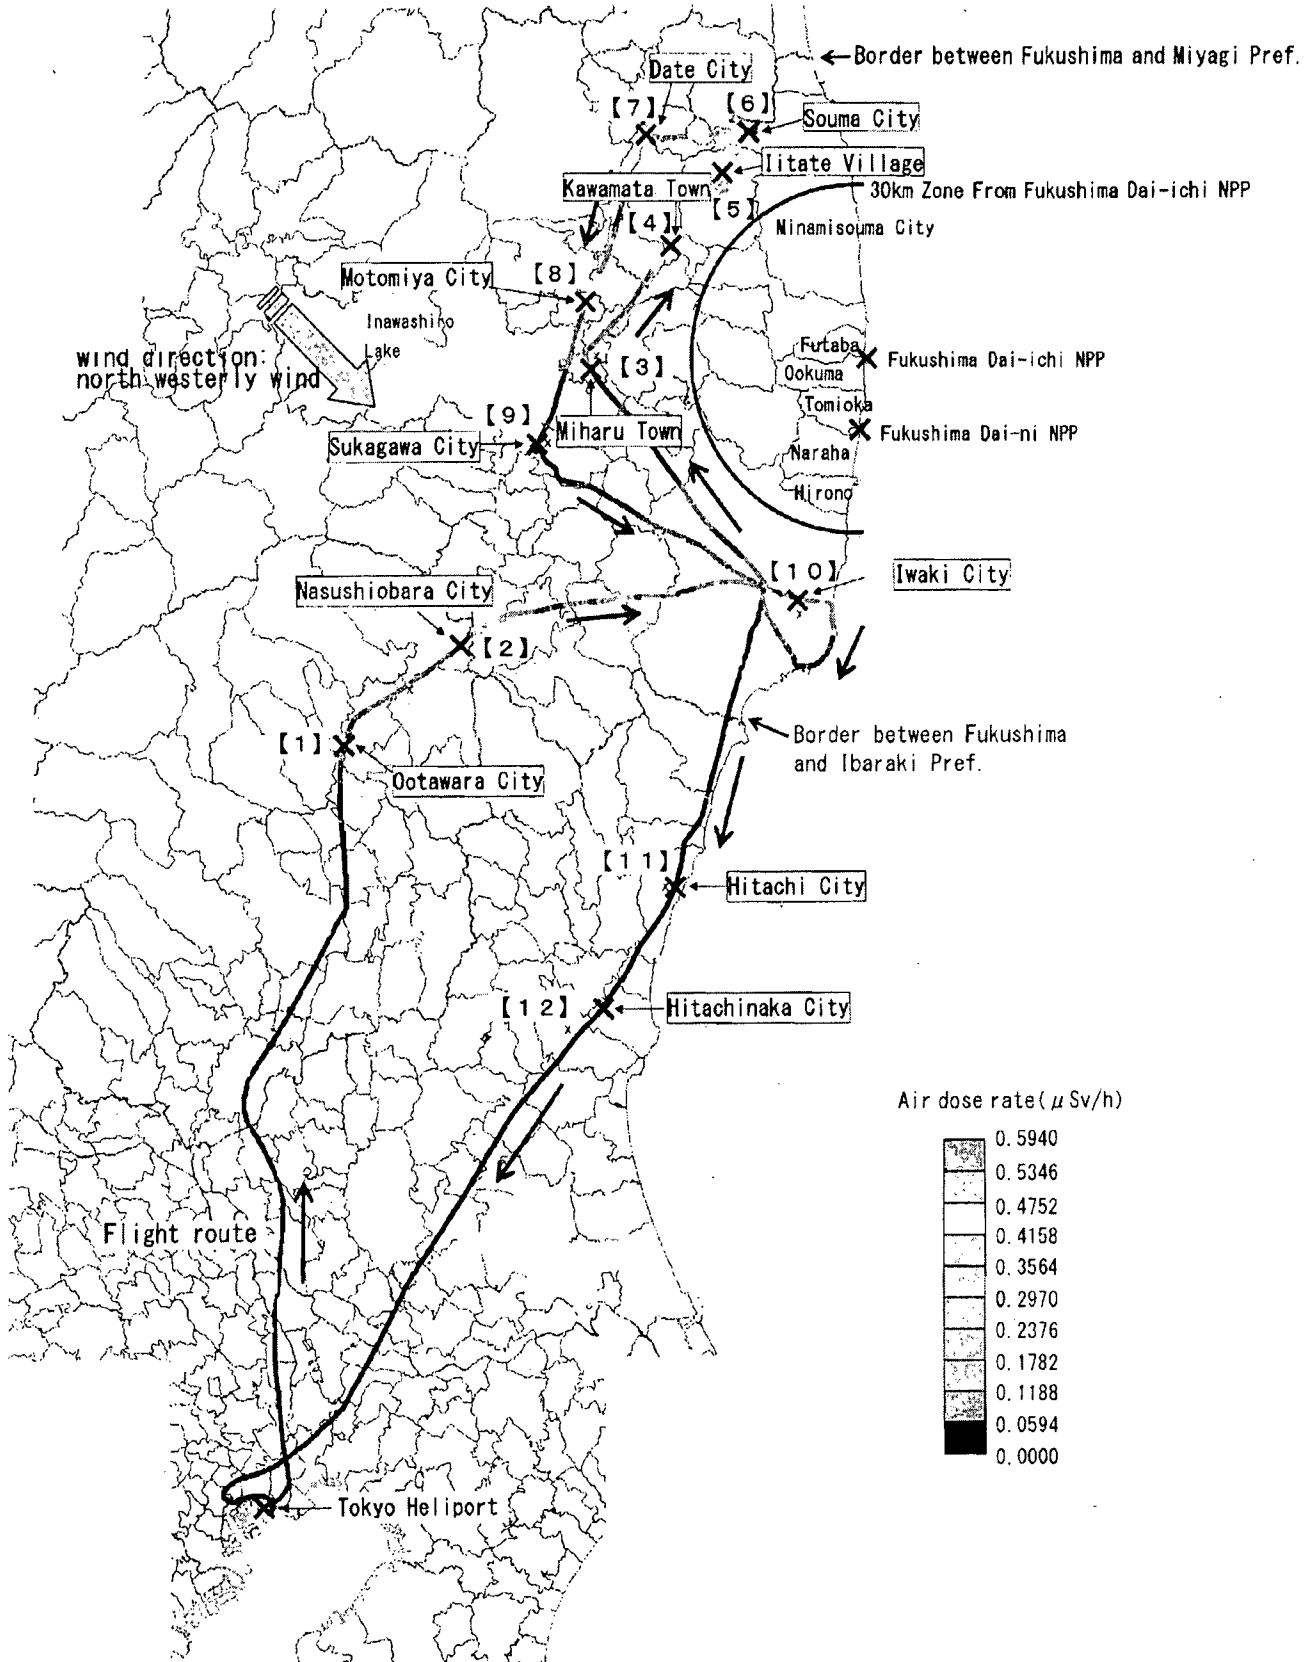 ←Border between Fukushima and Miyagi Pref.
Date City
【7】
【6】
Souma City
Iitate Village
Kawamata Town
30km Zone From Fukushima Dai-ichi NPP
【5】
【4】
Minamisouma City
Motomiya City
【8】
Inawashiro
Lake
wind direction:
north westerly wind
Futaba
Fukushima Dai-ichi NPP
【3】
Ookuma
Tomioka
【9】
Miharu Town
Fukushima Dai-ni NPP
Sukagawa City
Naraha
Hirono
【10】
Iwaki City
Nasushiobara City
【2】
【1】
Border between Fukushima
and Ibaraki Pref.
Ootawara City
【11】
Hitachi City
【12】
Hitachinaka City
Air dose rate(μSv/h)
0.5940
0.5346
0.4752
0.4158
0.3564
0.2970
0.2376
0.1782
0.1188
0.0594
0.0000
Flight route
Tokyo Heliport